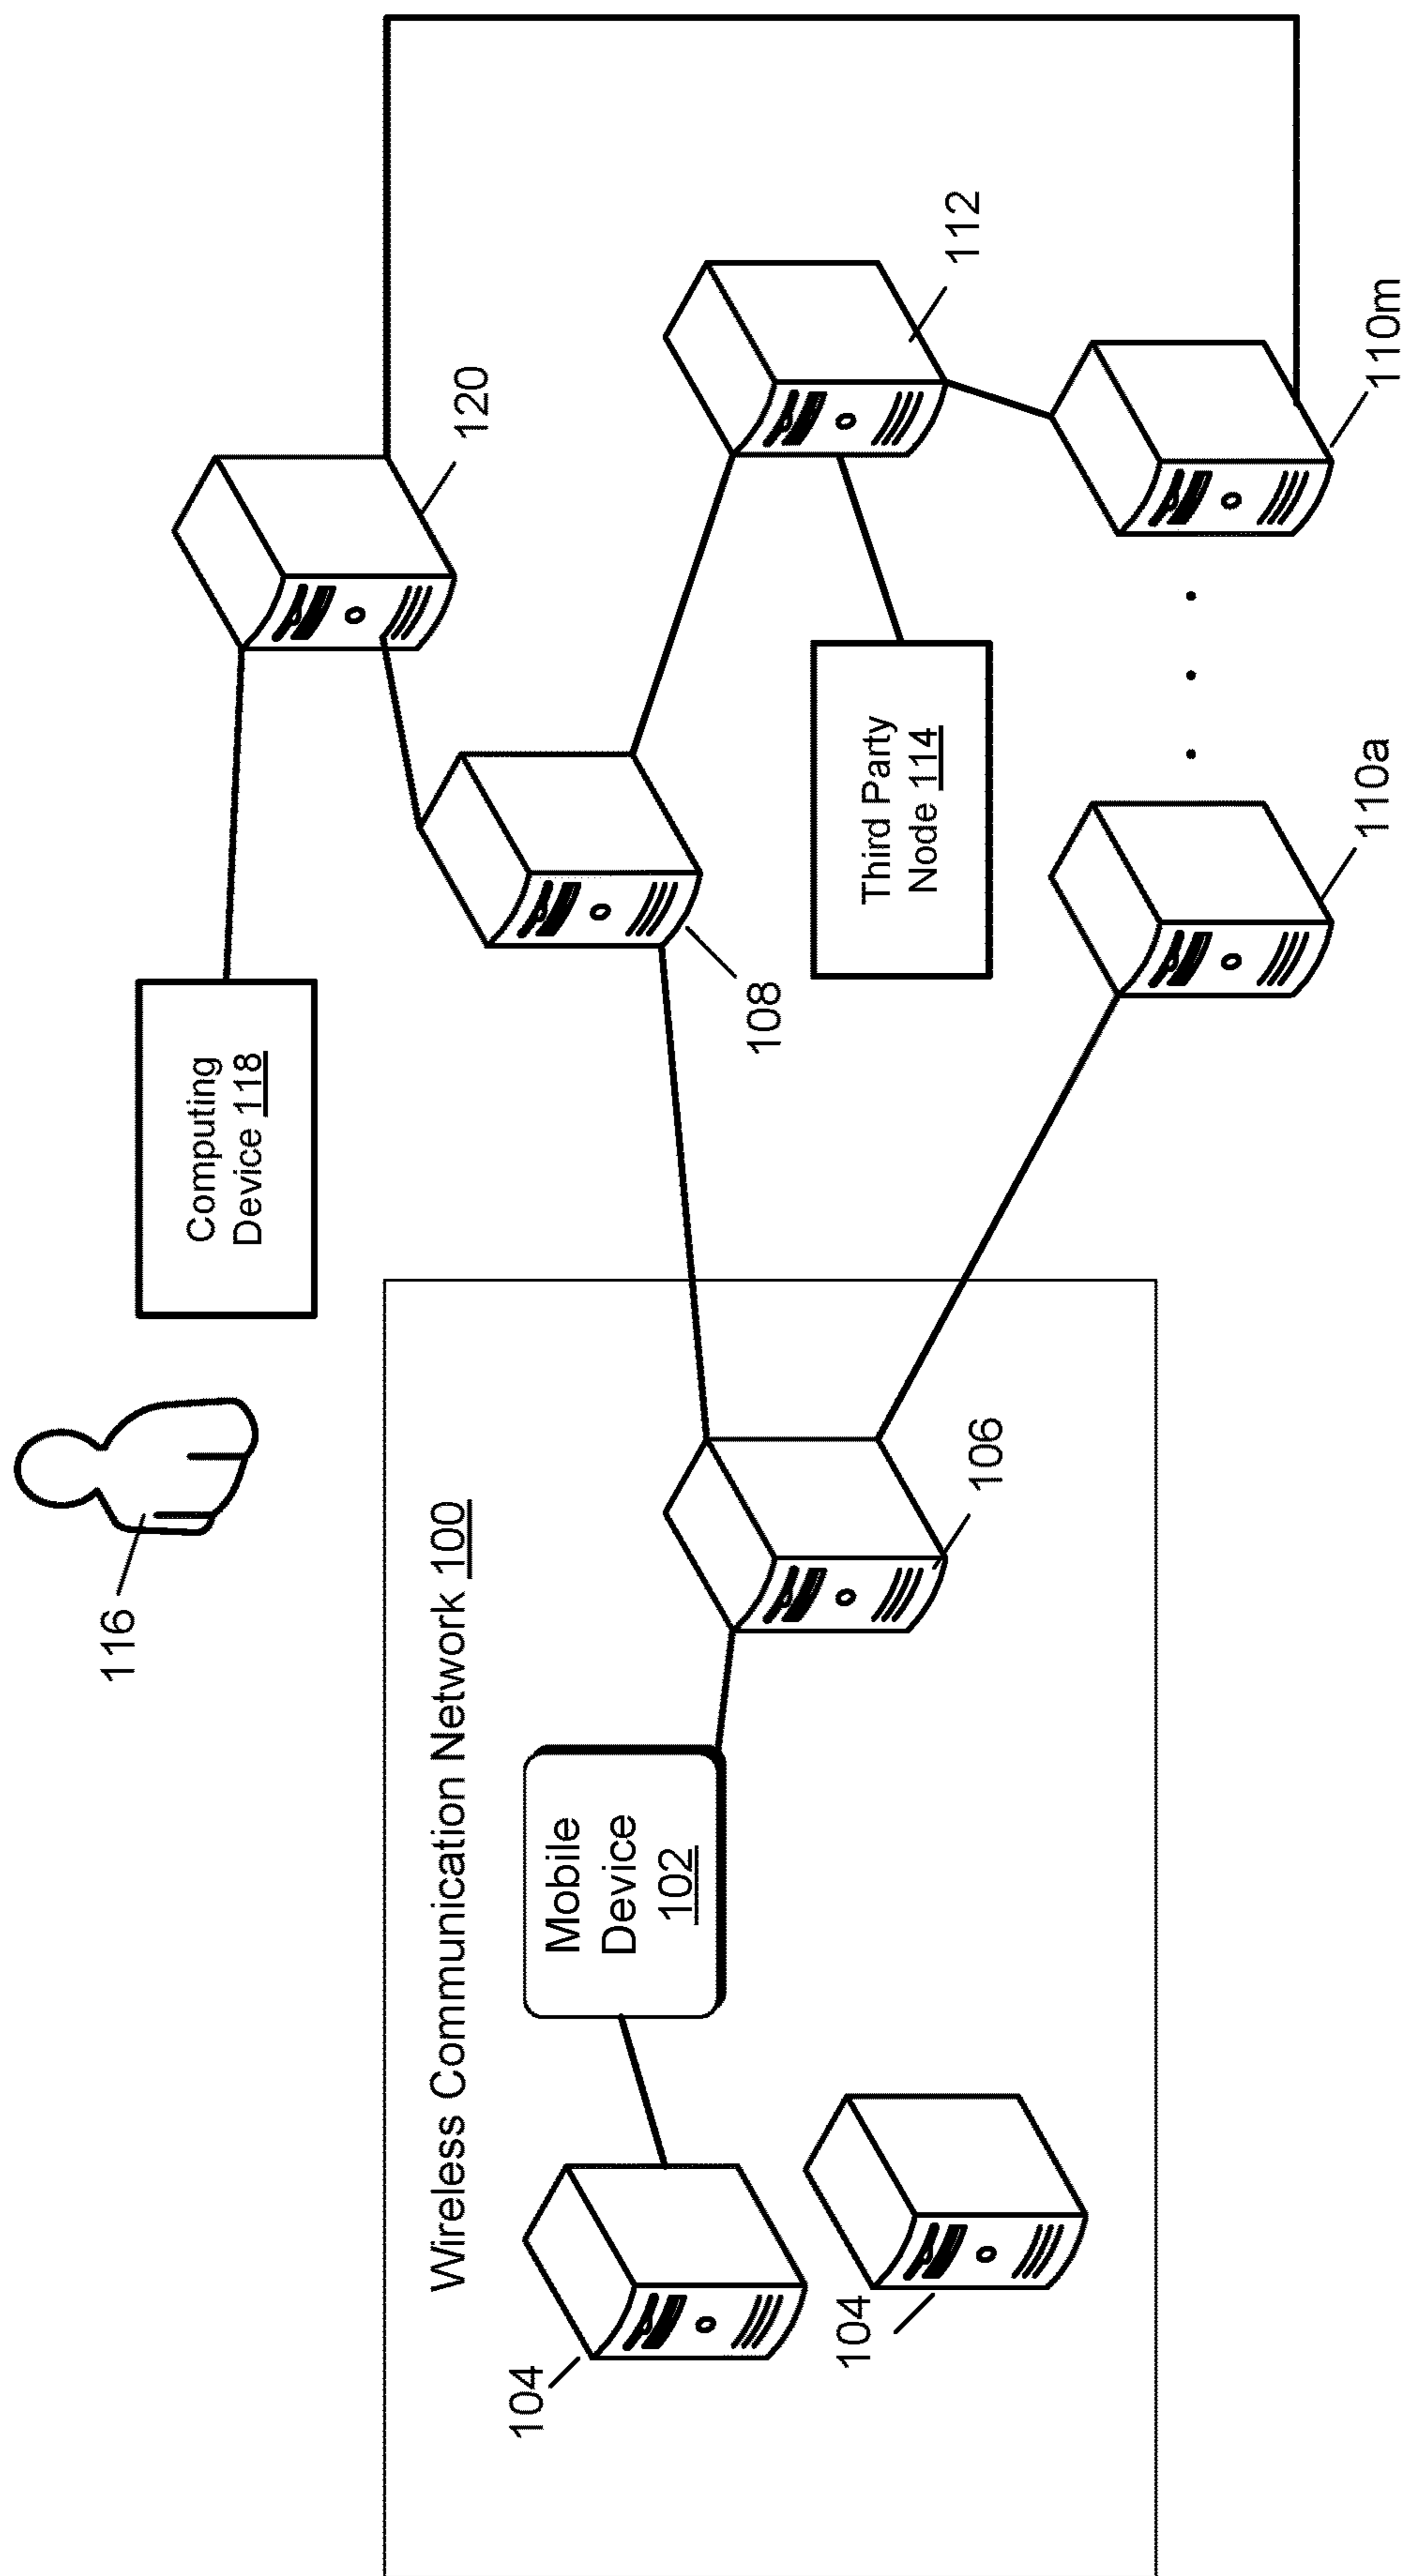 116
Computing
Device 118
120
Wireless Communication Network 100
Mobile
Device
102
104
104
106
108
112
Third Party
Node 114
110a
. . .
110m